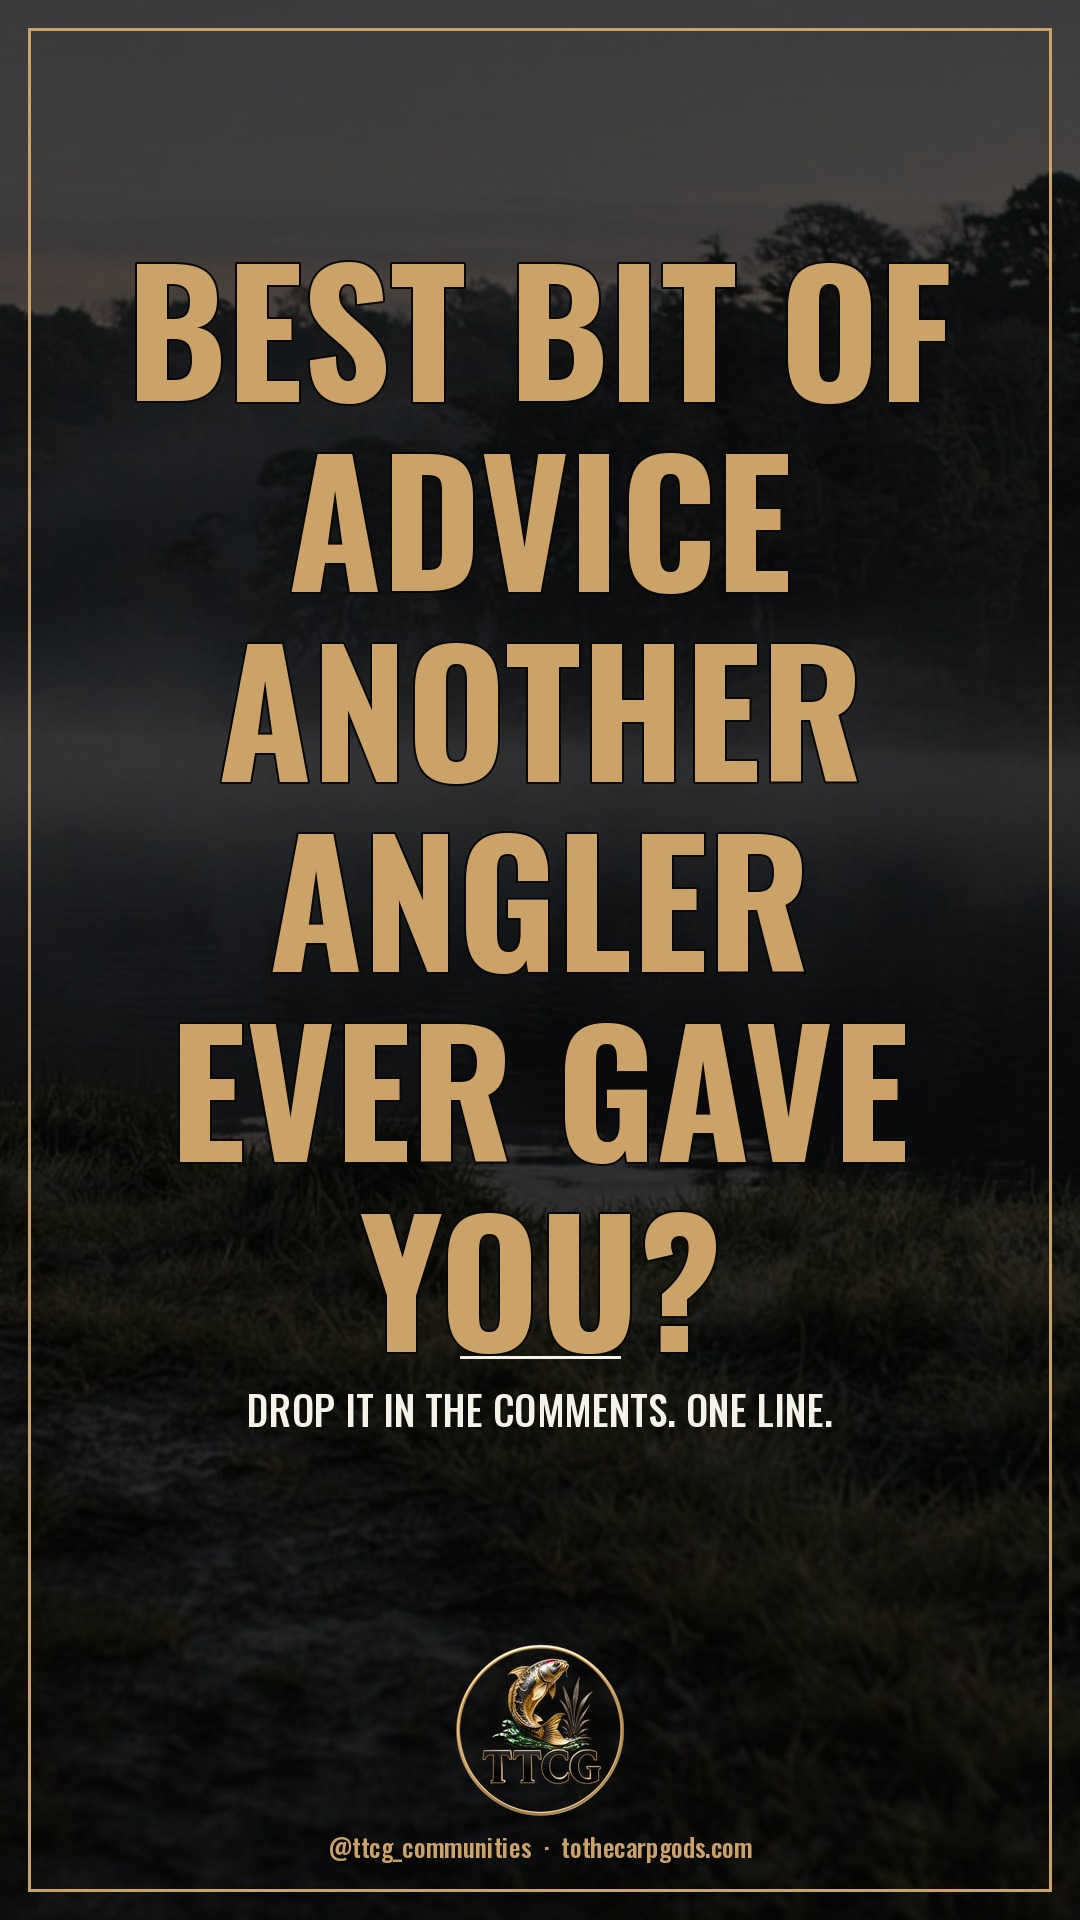 BEST BIT OF
ADVICE
ANOTHER
ANGLER
EVER GAVE
YOU?
DROP IT IN THE COMMENTS. ONE LINE.
TTCG
@ttcg_communities · tothecarpgods.com